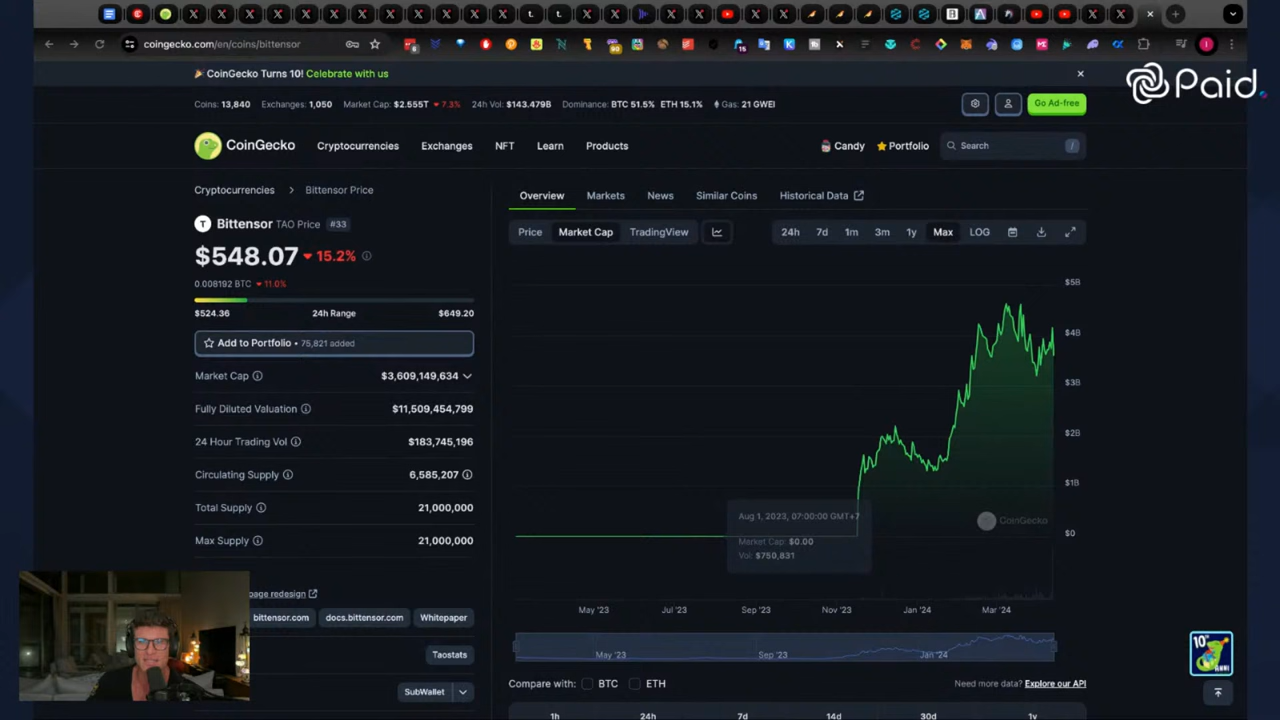 coingecko.com/en/coins/bittensor
🎉 CoinGecko Turns 10! Celebrate with us
Paid.
Coins: 13,840 Exchanges: 1,050 Market Cap: $2.555T 7.3% 24h Vol: $143.479B Dominance: BTC 51.5% ETH 15.1% Gas: 21 GWEI
Go Ad-free
CoinGecko Cryptocurrencies Exchanges NFT Learn Products Candy Portfolio Search /
Cryptocurrencies > Bittensor Price
Overview Markets News Similar Coins Historical Data
Bittensor TAO Price #33
Price Market Cap TradingView 24h 7d 1m 3m 1y Max LOG
$548.07 15.2%
0.008192 BTC 11.0%
$524.36 24h Range $649.20
Add to Portfolio • 75,821 added
Market Cap $3,609,149,634
Fully Diluted Valuation $11,509,454,799
24 Hour Trading Vol $183,745,196
Circulating Supply 6,585,207
Total Supply 21,000,000
Max Supply 21,000,000
$5B
$4B
$3B
$2B
$1B
$0
Aug 1, 2023, 07:00:00 GMT+7
Market Cap: $0.00
Vol: $750,831
CoinGecko
May '23 Jul '23 Sep '23 Nov '23 Jan '24 Mar '24
May '23 Sep '23 Jan '24
page redesign
bittensor.com docs.bittensor.com Whitepaper
Taostats
SubWallet
Compare with: BTC ETH Need more data? Explore our API
1h 24h 7d 14d 30d 1y